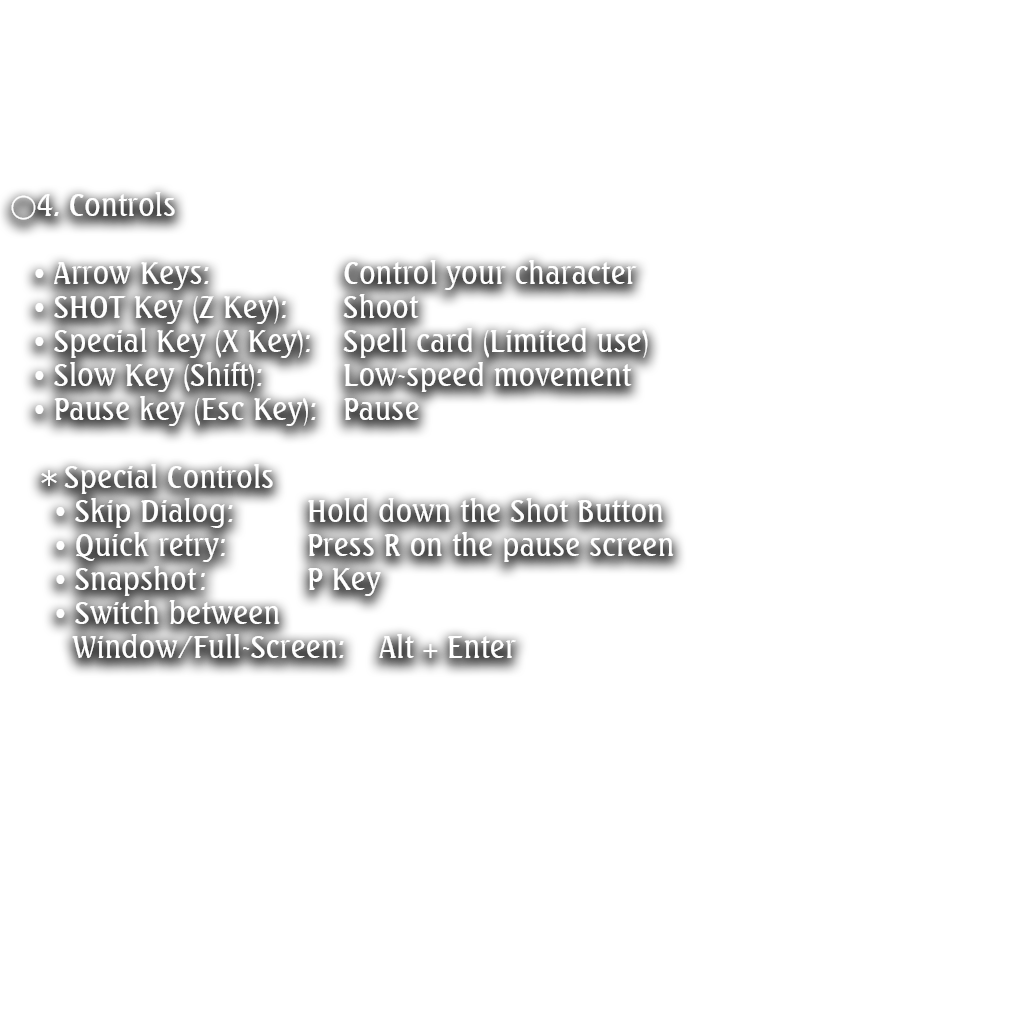 ○4. Controls
• Arrow Keys: Control your character
• SHOT Key (Z Key): Shoot
• Special Key (X Key): Spell card (Limited use)
• Slow Key (Shift): Low-speed movement
• Pause key (Esc Key): Pause
* Special Controls
• Skip Dialog: Hold down the Shot Button
• Quick retry: Press R on the pause screen
• Snapshot: P Key
• Switch between
Window/Full-Screen: Alt + Enter